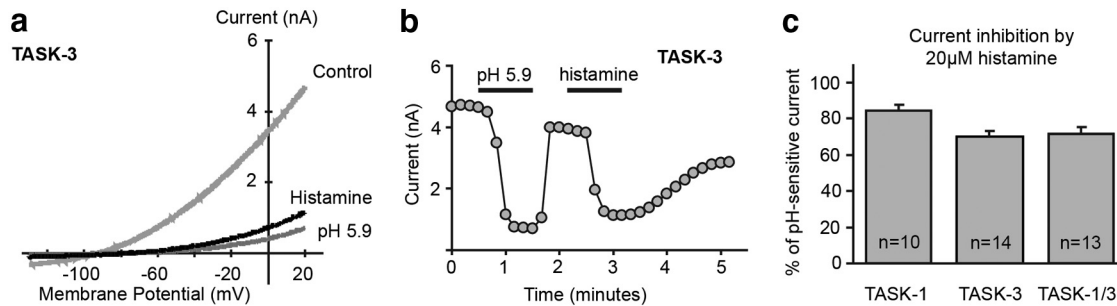 a
Current (nA)
TASK-3
6
4
2
Control
Histamine
pH 5.9
-100
-60
-20
20
Membrane Potential (mV)
b
TASK-3
pH 5.9
histamine
Current (nA)
6
4
2
0
1
2
3
4
5
Time (minutes)
c
Current inhibition by
20µM histamine
% of pH-sensitive current
100
80
60
40
20
0
n=10
n=14
n=13
TASK-1
TASK-3
TASK-1/3